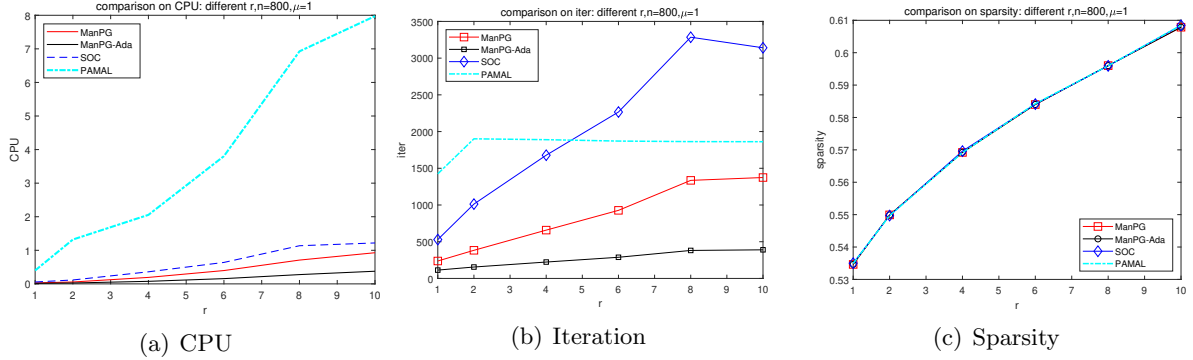 comparison on CPU: different r,n=800,μ=1
ManPG
ManPG-Ada
SOC
PAMAL
8
7
6
5
4
3
2
1
0
CPU
1 2 4 6 8 10
r
(a) CPU
comparison on iter: different r,n=800,μ=1
ManPG
ManPG-Ada
SOC
PAMAL
3500
3000
2500
2000
1500
1000
500
0
iter
1 2 3 4 5 6 7 8 9 10
r
(b) Iteration
comparison on sparsity: different r,n=800,μ=1
0.61
0.6
0.59
0.58
0.57
0.56
0.55
0.54
0.53
sparsity
ManPG
ManPG-Ada
SOC
PAMAL
1 2 3 4 5 6 7 8 9 10
r
(c) Sparsity